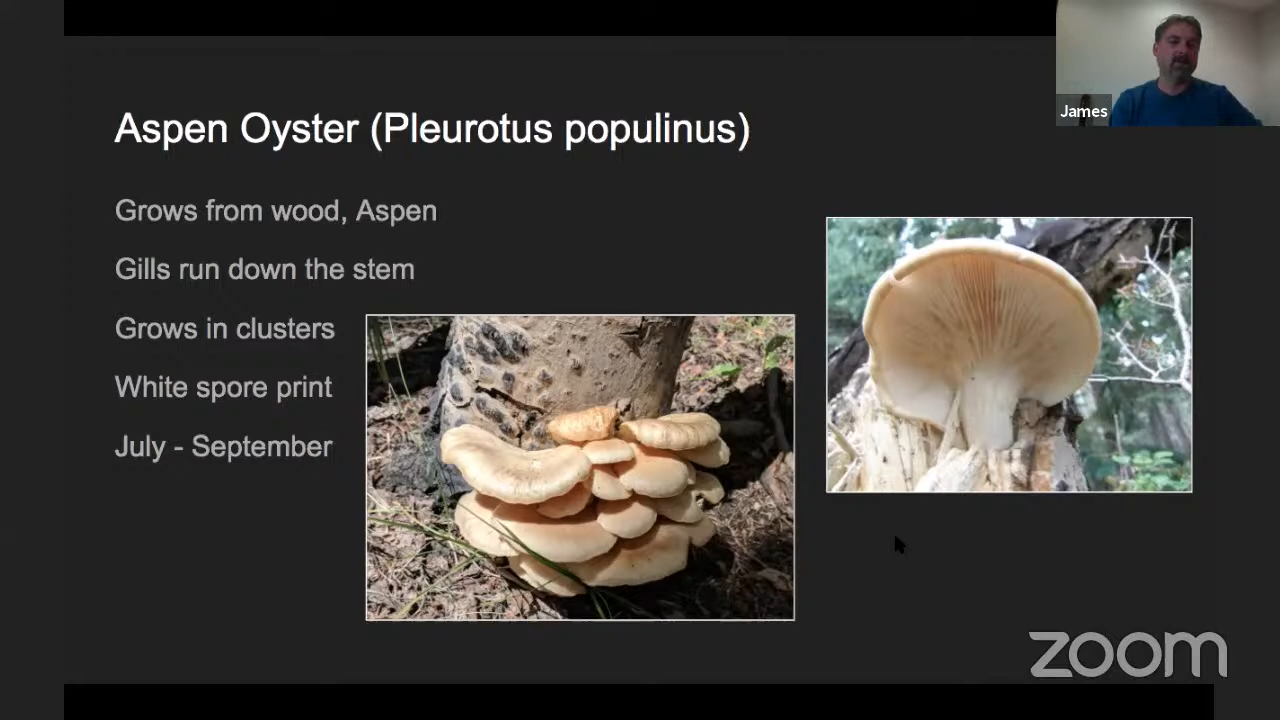 Aspen Oyster (Pleurotus populinus)
Grows from wood, Aspen
Gills run down the stem
Grows in clusters
White spore print
July - September
James
zoom